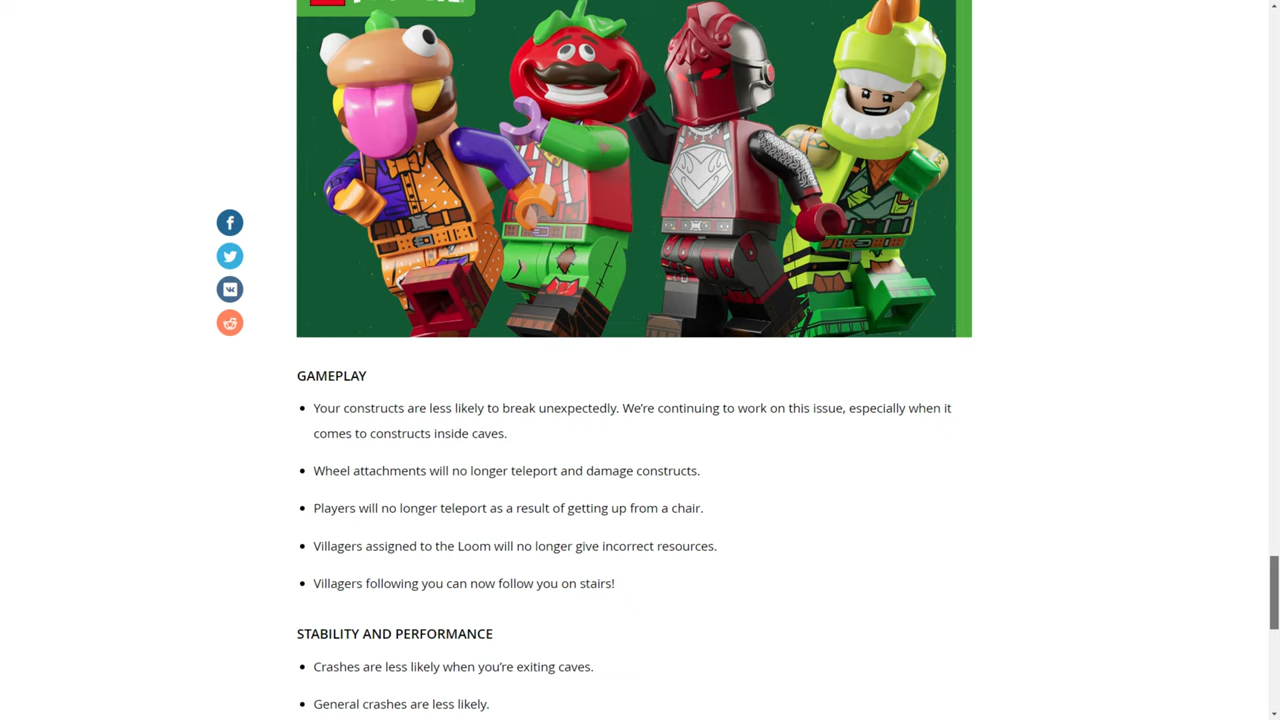 GAMEPLAY
Your constructs are less likely to break unexpectedly. We're continuing to work on this issue, especially when it
comes to constructs inside caves.
Wheel attachments will no longer teleport and damage constructs.
Players will no longer teleport as a result of getting up from a chair.
Villagers assigned to the Loom will no longer give incorrect resources.
Villagers following you can now follow you on stairs!
STABILITY AND PERFORMANCE
Crashes are less likely when you're exiting caves.
General crashes are less likely.